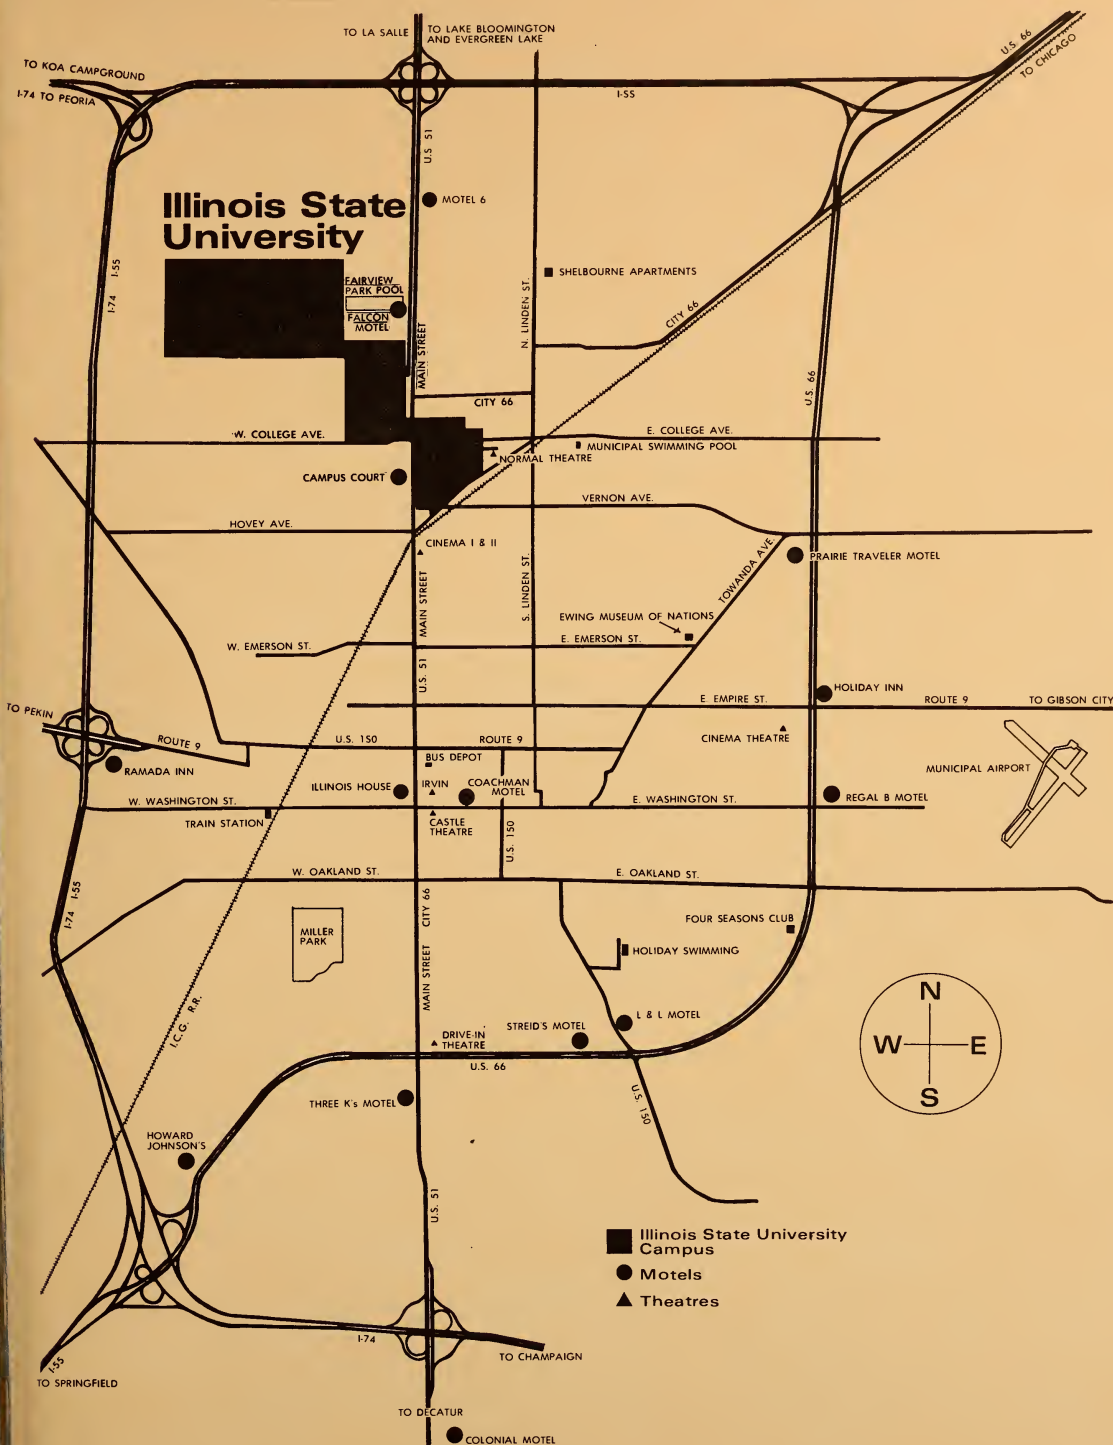 TO LA SALLE
TO LAKE BLOOMINGTON
AND EVERGREEN LAKE
U.S. 66
TO CHICAGO
TO KOA CAMPGROUND
I-74 TO PEORIA
I-55
U.S 51
MOTEL 6
Illinois State
University
I-74 I-55
FAIRVIEW
PARK POOL
FALCON
MOTEL
MAIN STREET
N. LINDEN ST.
SHELBOURNE APARTMENTS
CITY 66
U.S. 66
CITY 66
W. COLLEGE AVE.
E. COLLEGE AVE.
MUNICIPAL SWIMMING POOL
NORMAL THEATRE
CAMPUS COURT
VERNON AVE.
HOVEY AVE.
CINEMA I & II
PRAIRIE TRAVELER MOTEL
TOWANDA AVE.
MAIN STREET
S. LINDEN ST.
EWING MUSEUM OF NATIONS
W. EMERSON ST.
E. EMERSON ST.
U.S. 51
HOLIDAY INN
E. EMPIRE ST.
ROUTE 9
TO GIBSON CITY
TO PEKIN
ROUTE 9
U.S. 150
ROUTE 9
CINEMA THEATRE
BUS DEPOT
MUNICIPAL AIRPORT
RAMADA INN
ILLINOIS HOUSE
IRVIN
COACHMAN
MOTEL
W. WASHINGTON ST.
E. WASHINGTON ST.
REGAL B MOTEL
TRAIN STATION
CASTLE
THEATRE
U.S. 150
W. OAKLAND ST.
E. OAKLAND ST.
I-74 I-55
CITY 66
MILLER
PARK
FOUR SEASONS CLUB
HOLIDAY SWIMMING
MAIN STREET
I.C.G. R.R.
L & L MOTEL
STREID'S MOTEL
DRIVE-IN
THEATRE
U.S. 66
N
W E
S
THREE K's MOTEL
U.S. 150
HOWARD
JOHNSON'S
U.S. 51
Illinois State University
Campus
Motels
Theatres
I-74
TO CHAMPAIGN
I-55
TO SPRINGFIELD
TO DECATUR
COLONIAL MOTEL